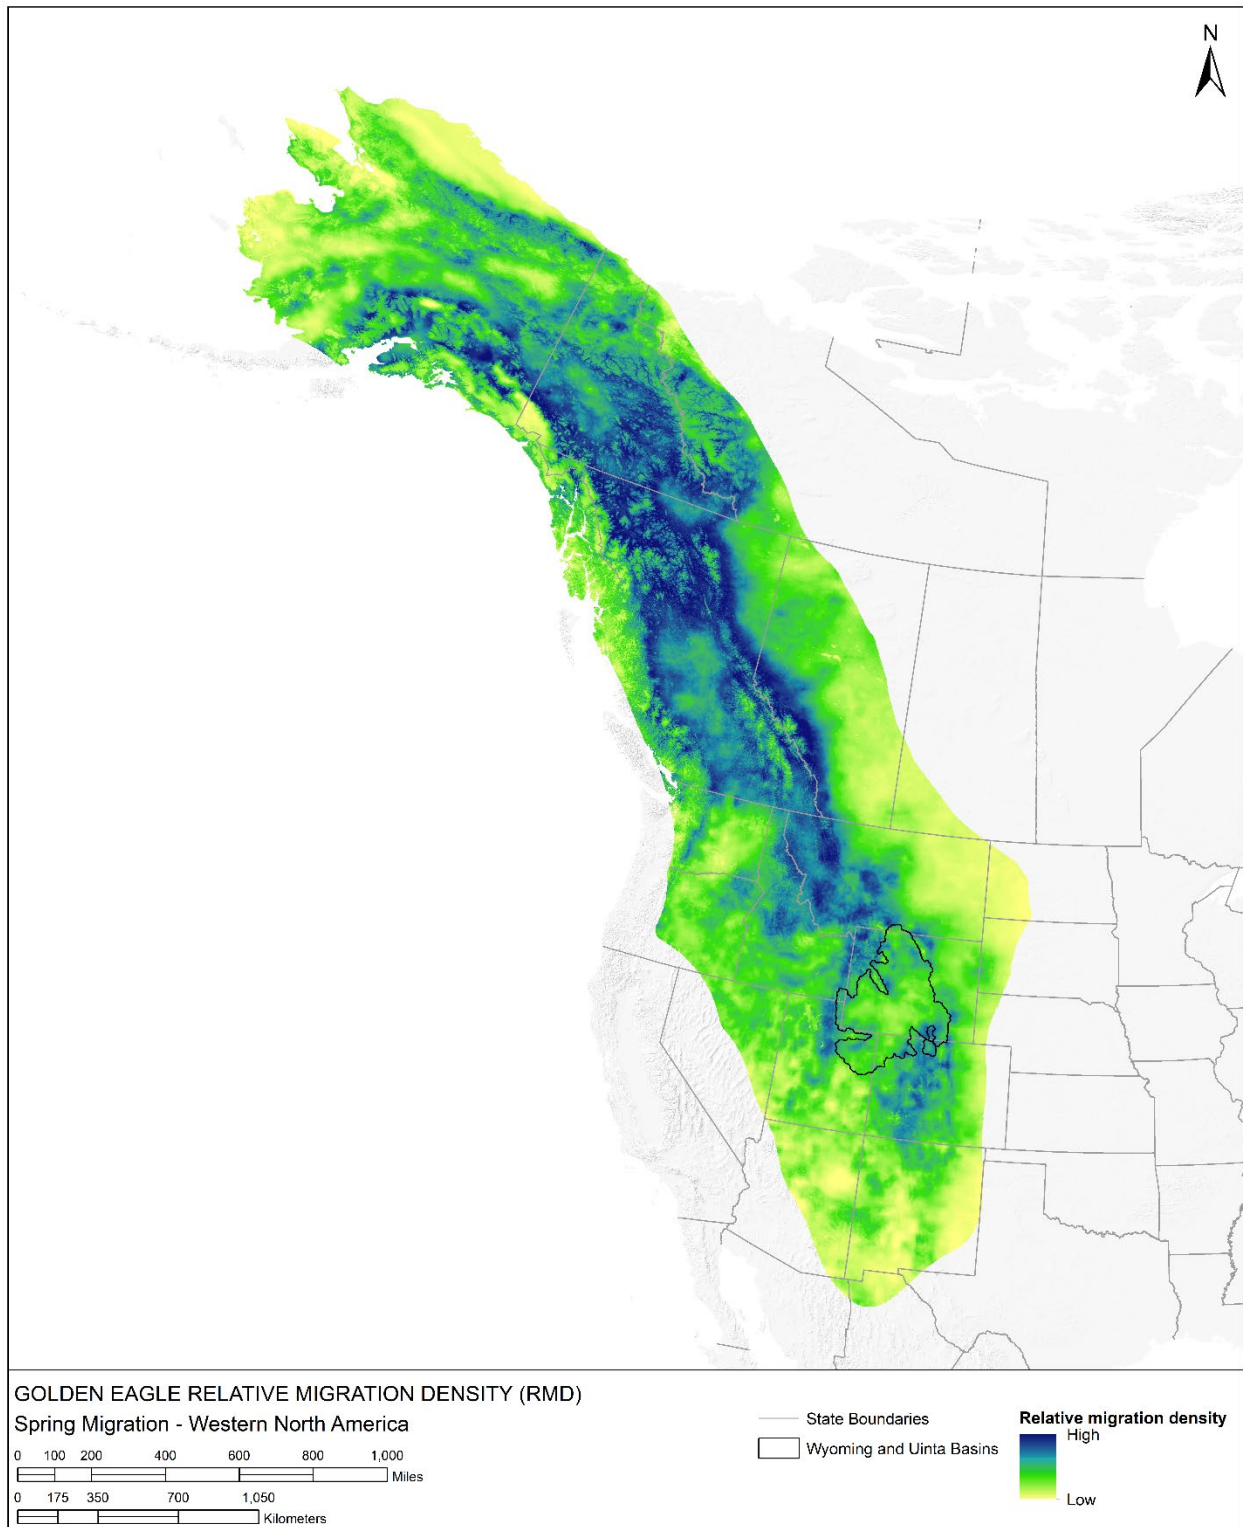 N
GOLDEN EAGLE RELATIVE MIGRATION DENSITY (RMD)
Spring Migration - Western North America
0 100 200 400 600 800 1,000
Miles
0 175 350 700 1,050
Kilometers
State Boundaries
Wyoming and Uinta Basins
Relative migration density
High
Low